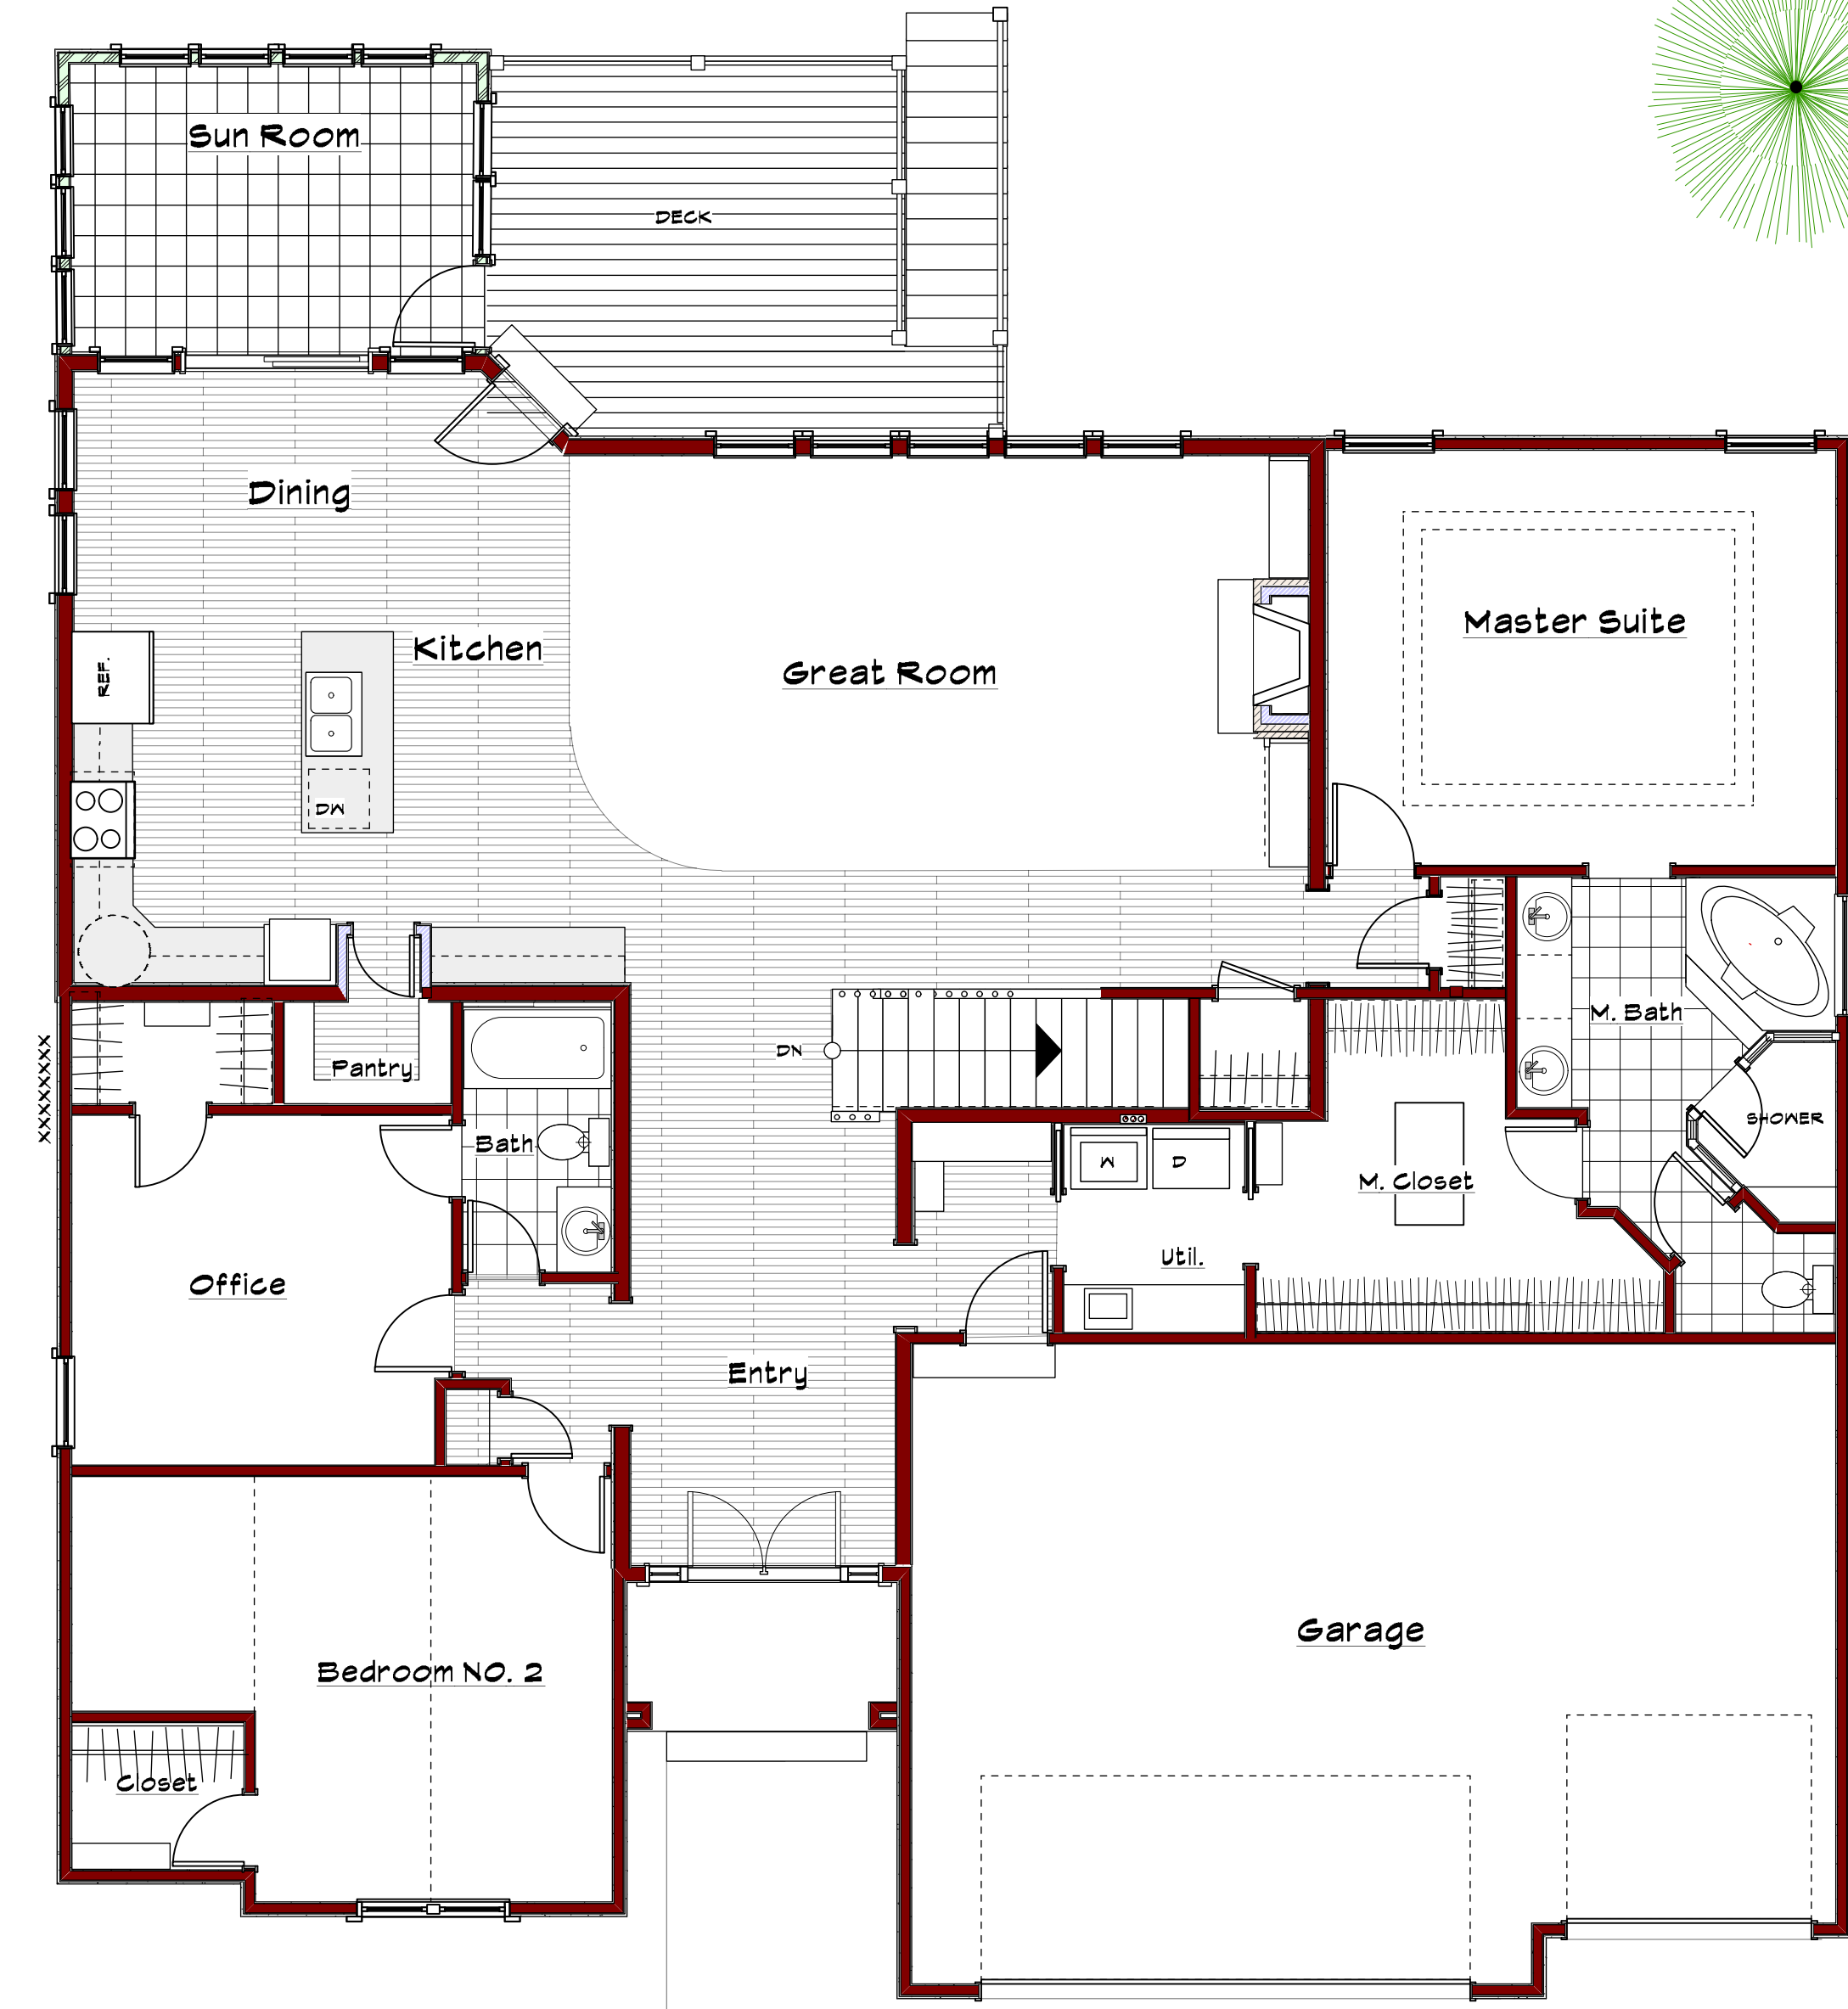 Sun Room
DECK
Dining
Master Suite
Kitchen
REF.
Great Room
DW
M. Bath
DN
Pantry
SHOWER
Bath
W
D
M. Closet
Util.
Office
Entry
Garage
Bedroom NO. 2
Closet
XXXXXXXXX